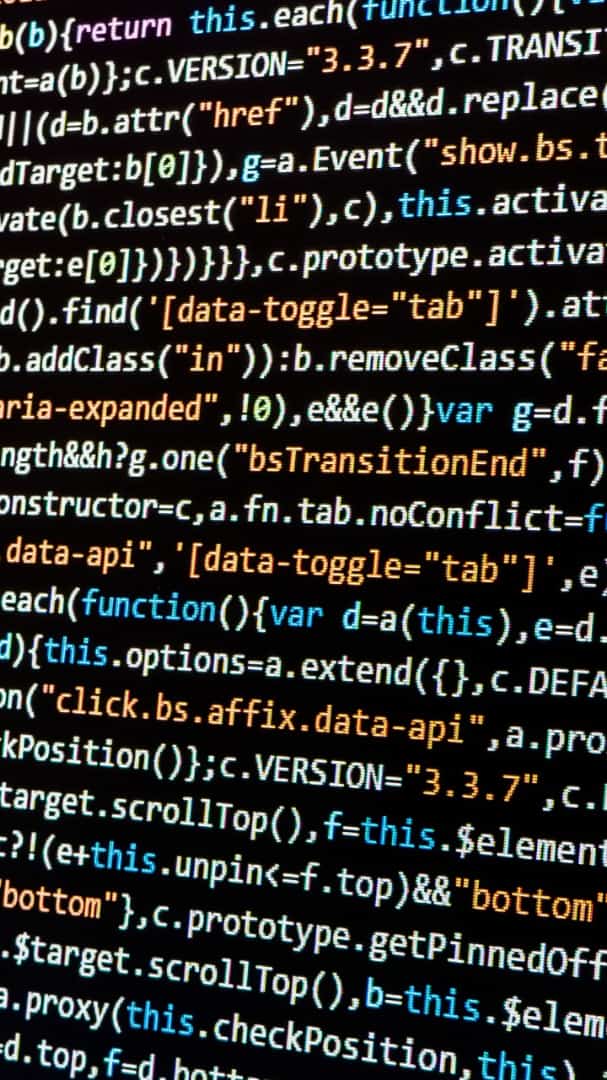 b(b){return this.each(function(){
nt=a(b)};c.VERSION="3.3.7",c.TRANSI
||(d=b.attr("href"),d=d&&d.replace(
dTarget:b[0]}),g=a.Event("show.bs.t
vate(b.closest("li"),c),this.activa
rget:e[0]})})}}},c.prototype.activa
d().find('[data-toggle="tab"]').att
b.addClass("in")):b.removeClass("fa
aria-expanded",!0),e&&e()}var g=d.f
ngth&&h?g.one("bsTransitionEnd",f)
onstructor=c,a.fn.tab.noConflict=fu
data-api",'[data-toggle="tab"]',e)
each(function(){var d=a(this),e=d.
d){this.options=a.extend({},c.DEFA
on("click.bs.affix.data-api",a.pro
kPosition()};c.VERSION="3.3.7",c.
target.scrollTop(),f=this.$element
?!(e+this.unpin<=f.top)&&"bottom"
"bottom"},c.prototype.getPinnedOff
.$target.scrollTop(),b=this.$elem
a.proxy(this.checkPosition,this)
=d.top,f=d.bott